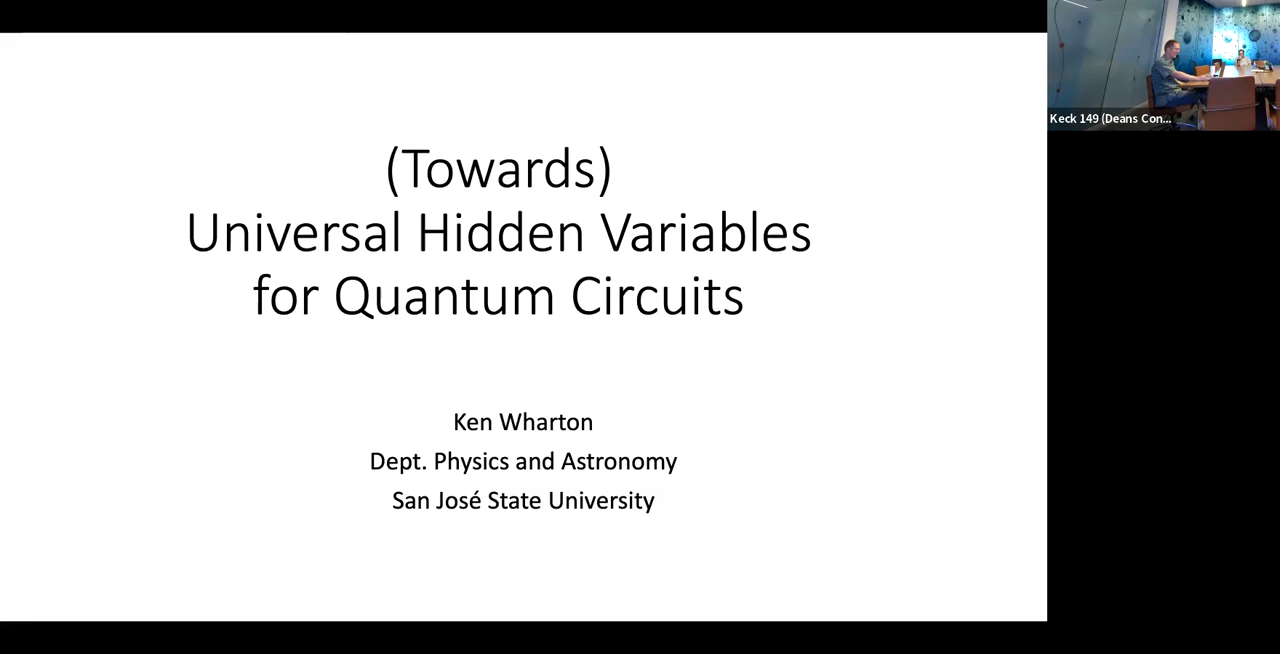 (Towards)
Universal Hidden Variables
for Quantum Circuits
Ken Wharton
Dept. Physics and Astronomy
San José State University
Keck 149 (Deans Con...